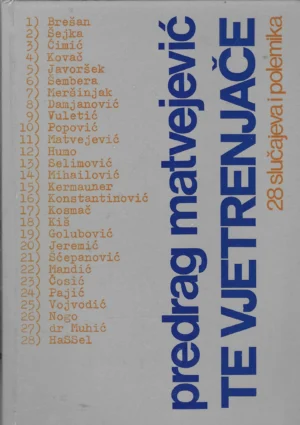 1) Brešan
2) Šejka
3) Čimić
4) Kovač
5) Javoršek
6) Šembera
7) Meršinjak
8) Damjanović
9) Vuletić
10) Popović
11) Matvejević
12) Humo
13) Selimović
14) Mihailović
15) Kermauner
16) Konstantinović
17) Kosmač
18) Kiš
19) Golubović
20) Jeremić
21) Šćepanović
22) Mandić
23) Ćosić
24) Pajić
25) Vojvodić
26) Nogo
27) dr Muhić
28) HaSSel
predrag matvejević
TE VJETRENJAČE
28 slučajeva i polemika